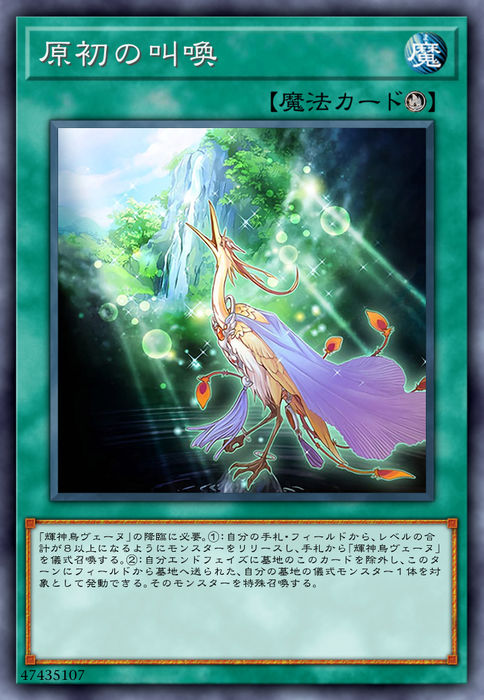 原初の叫喚
魔
【魔法カード】
「輝神鳥ヴェーヌ」の降臨に必要。①:自分の手札・フィールドから、レベルの合
計が8以上になるようにモンスターをリリースし、手札から「輝神鳥ヴェーヌ」
を儀式召喚する。②:自分エンドフェイズに墓地のこのカードを除外し、このタ
ーンにフィールドから墓地へ送られた、自分の墓地の儀式モンスター1体を対
象として発動できる。そのモンスターを特殊召喚する。
47435107